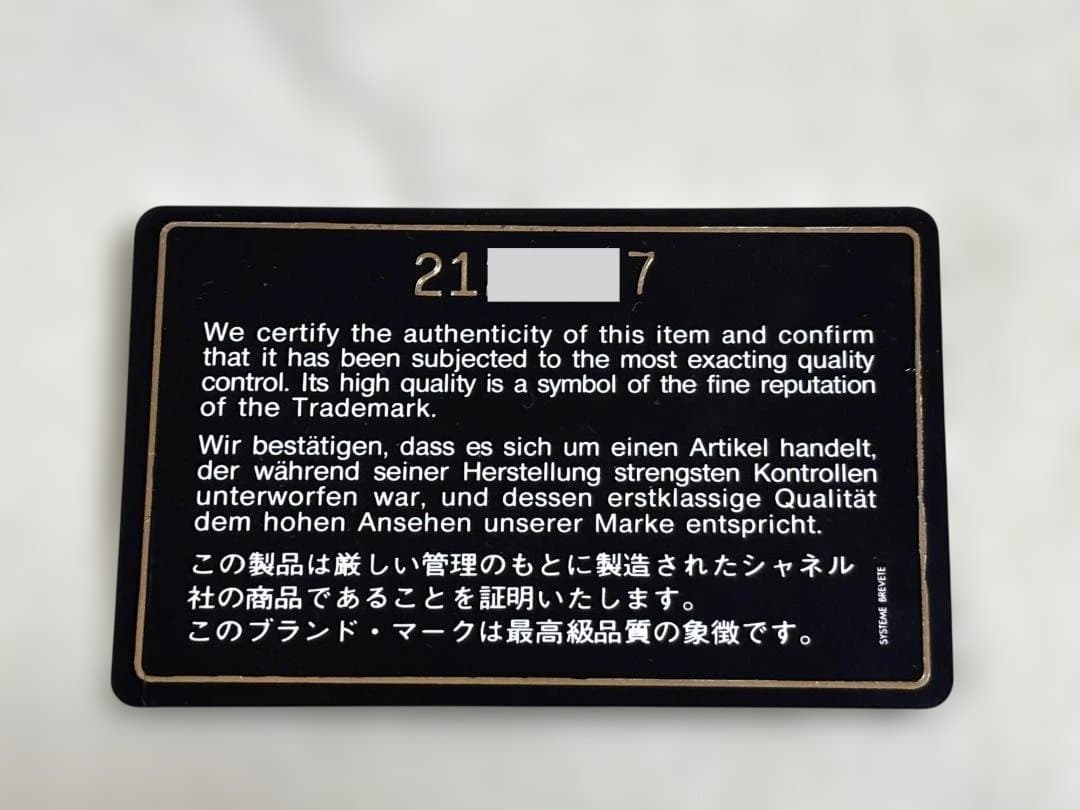 21 7
We certify the authenticity of this item and confirm
that it has been subjected to the most exacting quality
control. Its high quality is a symbol of the fine reputation
of the Trademark.
Wir bestätigen, dass es sich um einen Artikel handelt,
der während seiner Herstellung strengsten Kontrollen
unterworfen war, und dessen erstklassige Qualität
dem hohen Ansehen unserer Marke entspricht.
この製品は厳しい管理のもとに製造されたシャネル
社の商品であることを証明いたします。
このブランド・マークは最高級品質の象徴です。
SYSTEME BREVETE